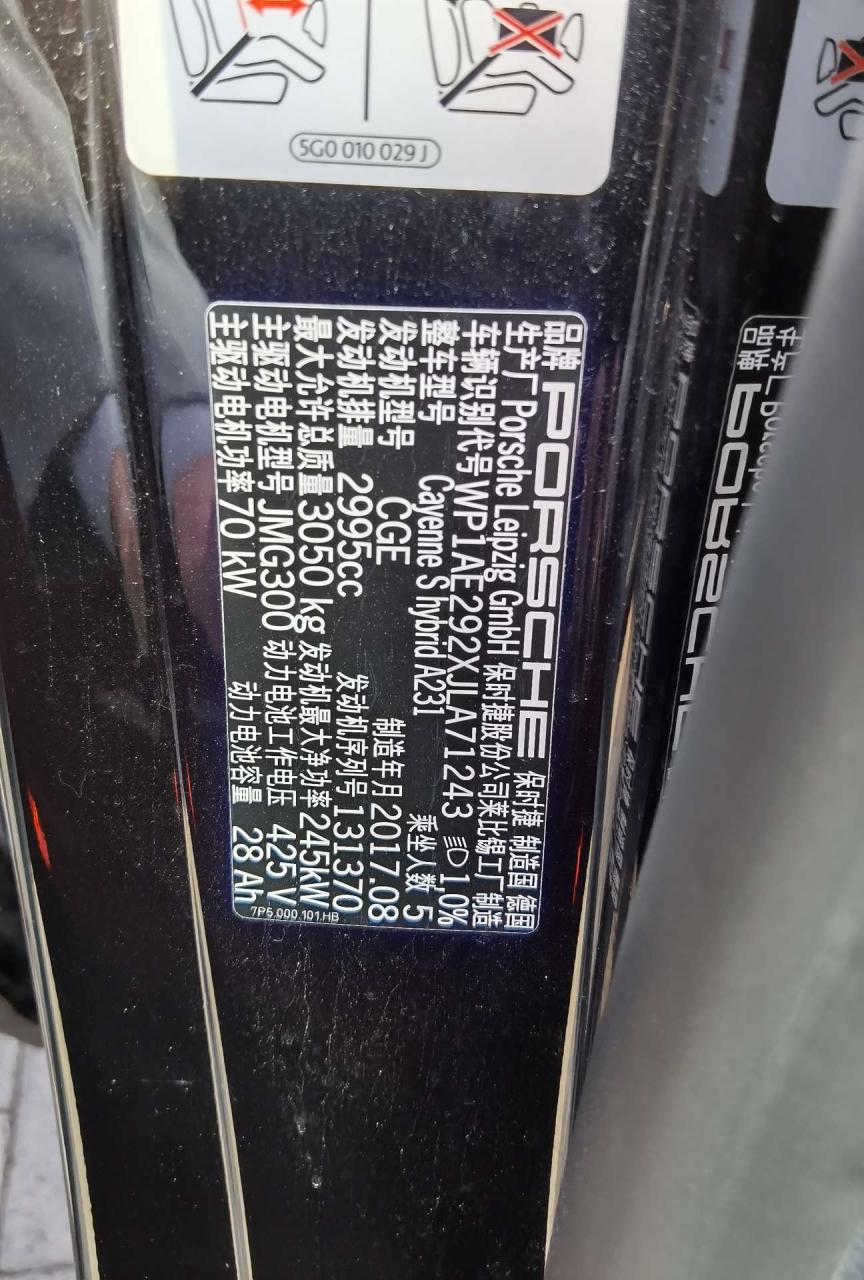 5G0 010 029 J
品牌 PORSCHE 保时捷 制造国 德国
生产厂 Porsche Leipzig GmbH 保时捷股份公司莱比锡工厂制造
车辆识别代号 WP1AE292XJLA71243 1.0%
整车型号 Cayenne S hybrid A231 乘坐人数 5
发动机型号 CGE 制造年月 2017.08
发动机排量 2995cc 发动机序列号 131370
最大允许总质量 3050 kg 发动机最大净功率 245kW
主驱动电机型号 JMG300 动力电池工作电压 425 V
主驱动电机功率 70 kW 动力电池容量 28 Ah
7P5.000.101.HB